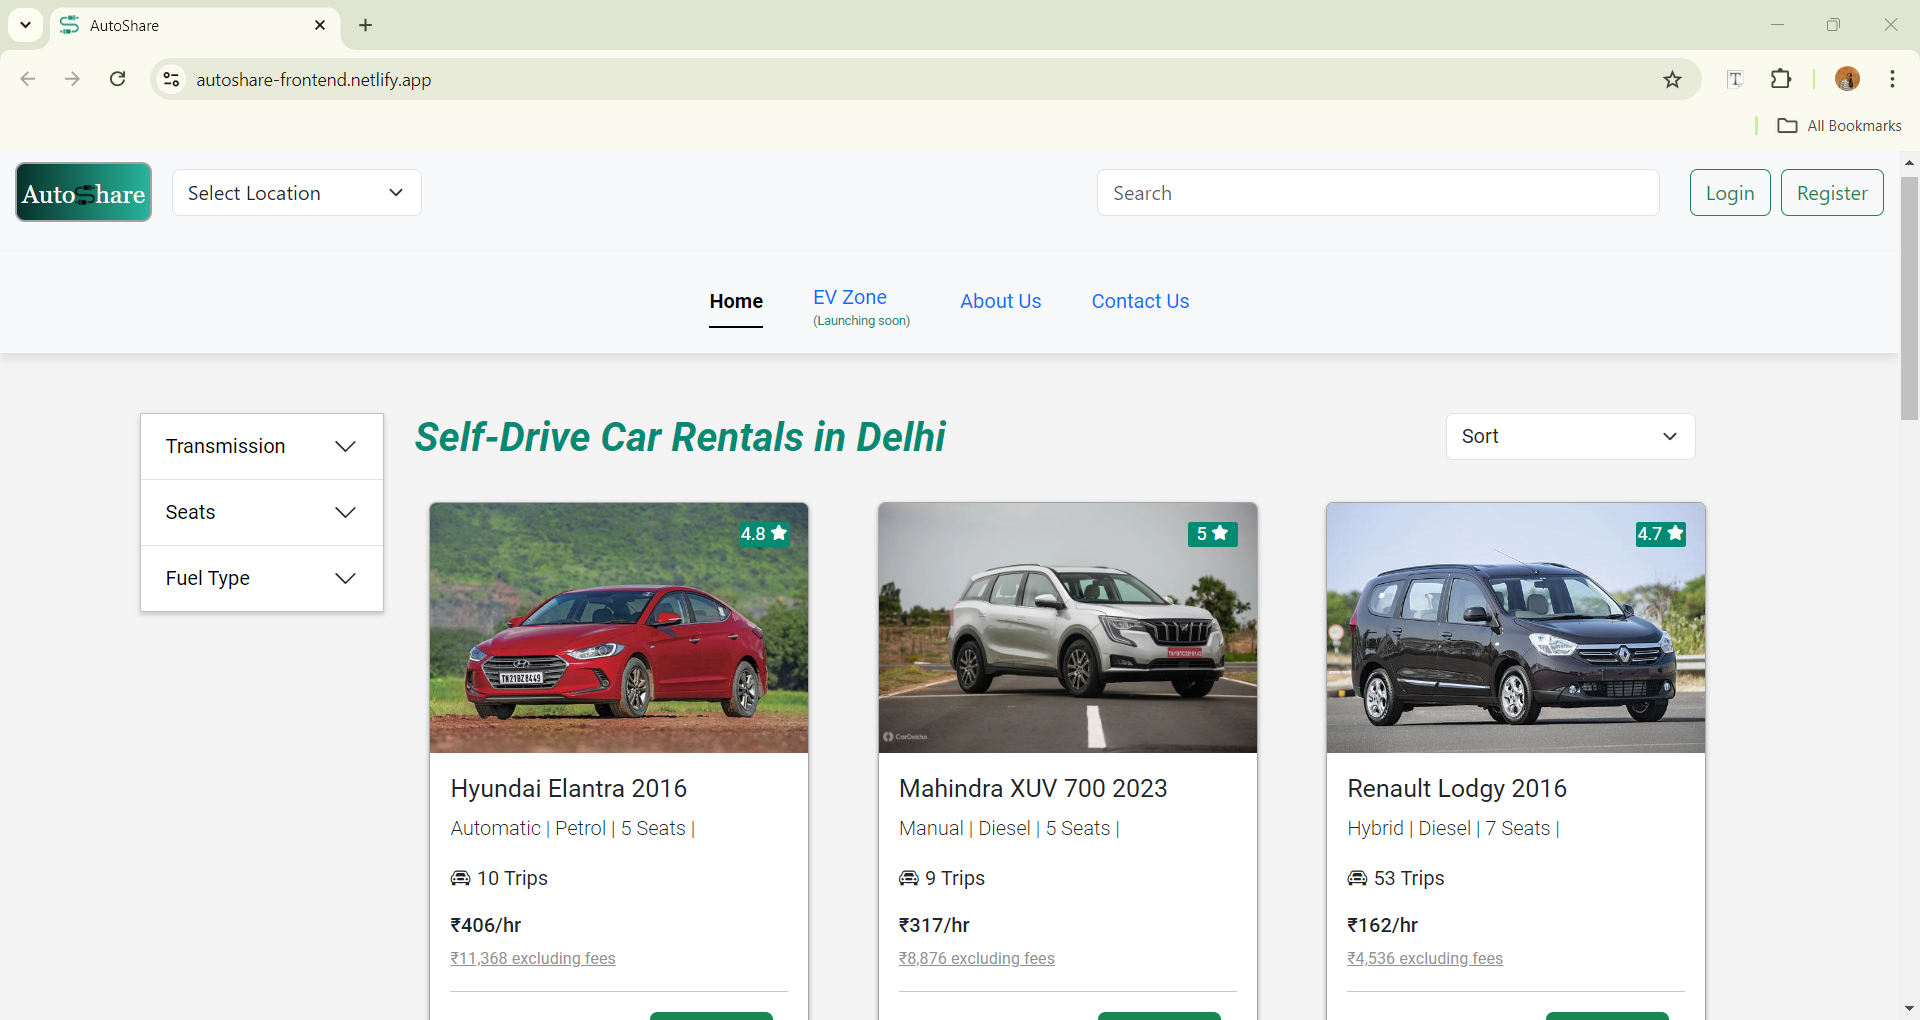 AutoShare
autoshare-frontend.netlify.app
All Bookmarks
AutoShare
Select Location
Search
Login
Register
Home
EV Zone
(Launching soon)
About Us
Contact Us
Transmission
Seats
Fuel Type
Self-Drive Car Rentals in Delhi
Sort
4.8
TN21BZ8449
Hyundai Elantra 2016
Automatic | Petrol | 5 Seats |
10 Trips
₹406/hr
₹11,368 excluding fees
5
CarDekho
Mahindra XUV 700 2023
Manual | Diesel | 5 Seats |
9 Trips
₹317/hr
₹8,876 excluding fees
4.7
Renault Lodgy 2016
Hybrid | Diesel | 7 Seats |
53 Trips
₹162/hr
₹4,536 excluding fees